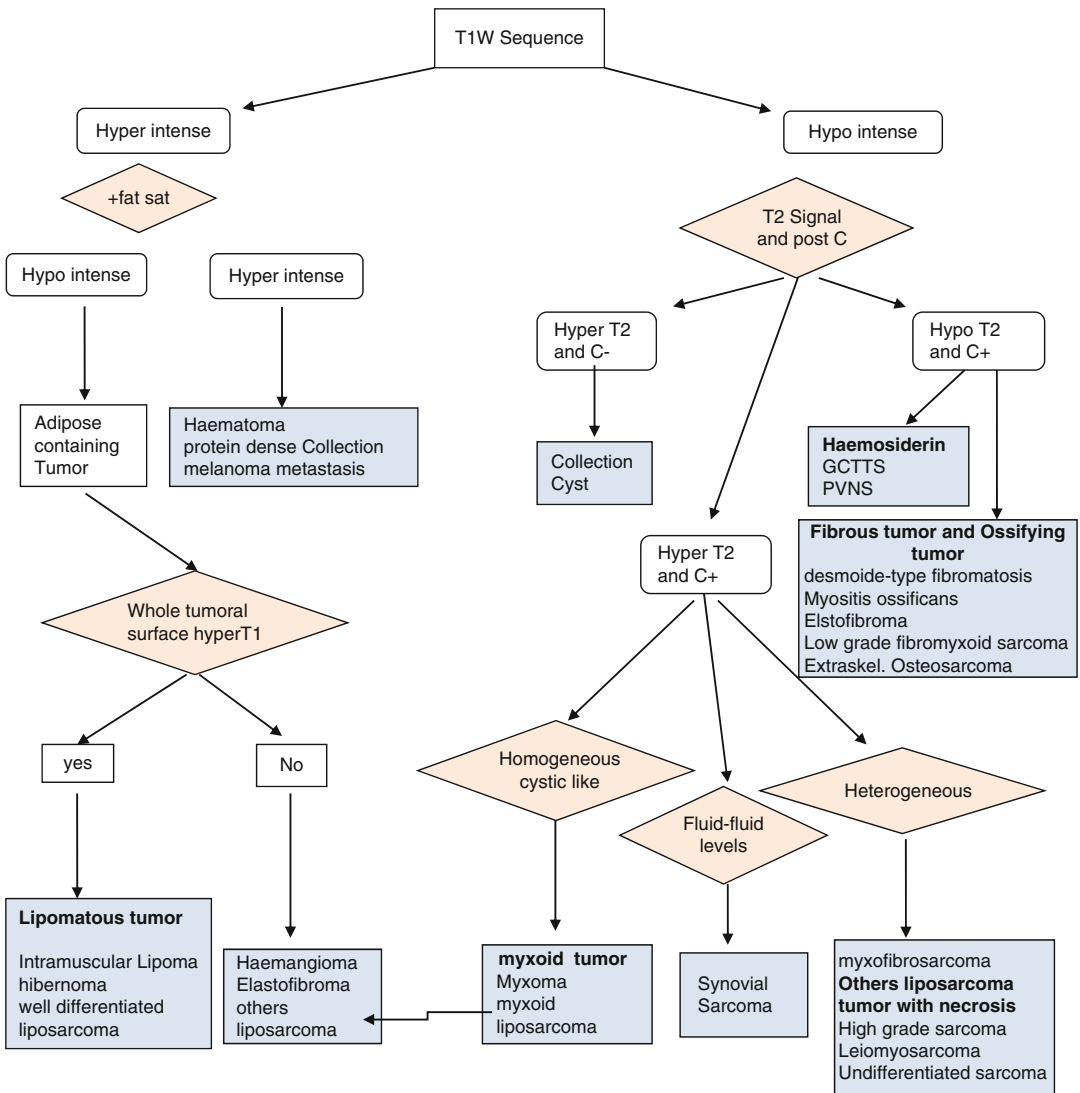 T1W Sequence
Hyper intense
Hypo intense
+fat sat
T2 Signal
and post C
Hypo intense
Hyper intense
Hyper T2
and C-
Hypo T2
and C+
Adipose
containing
Tumor
Haematoma
protein dense Collection
melanoma metastasis
Collection
Cyst
Haemosiderin
GCTTS
PVNS
Fibrous tumor and Ossifying
tumor
desmoide-type fibromatosis
Myositis ossificans
Elstofibroma
Low grade fibromyxoid sarcoma
Extraskel. Osteosarcoma
Hyper T2
and C+
Whole tumoral
surface hyperT1
yes
No
Homogeneous
cystic like
Fluid-fluid
levels
Heterogeneous
Lipomatous tumor
Intramuscular Lipoma
hibernoma
well differentiated
liposarcoma
Haemangioma
Elastofibroma
others
liposarcoma
myxoid tumor
Myxoma
myxoid
liposarcoma
Synovial
Sarcoma
myxofibrosarcoma
Others liposarcoma
tumor with necrosis
High grade sarcoma
Leiomyosarcoma
Undifferentiated sarcoma